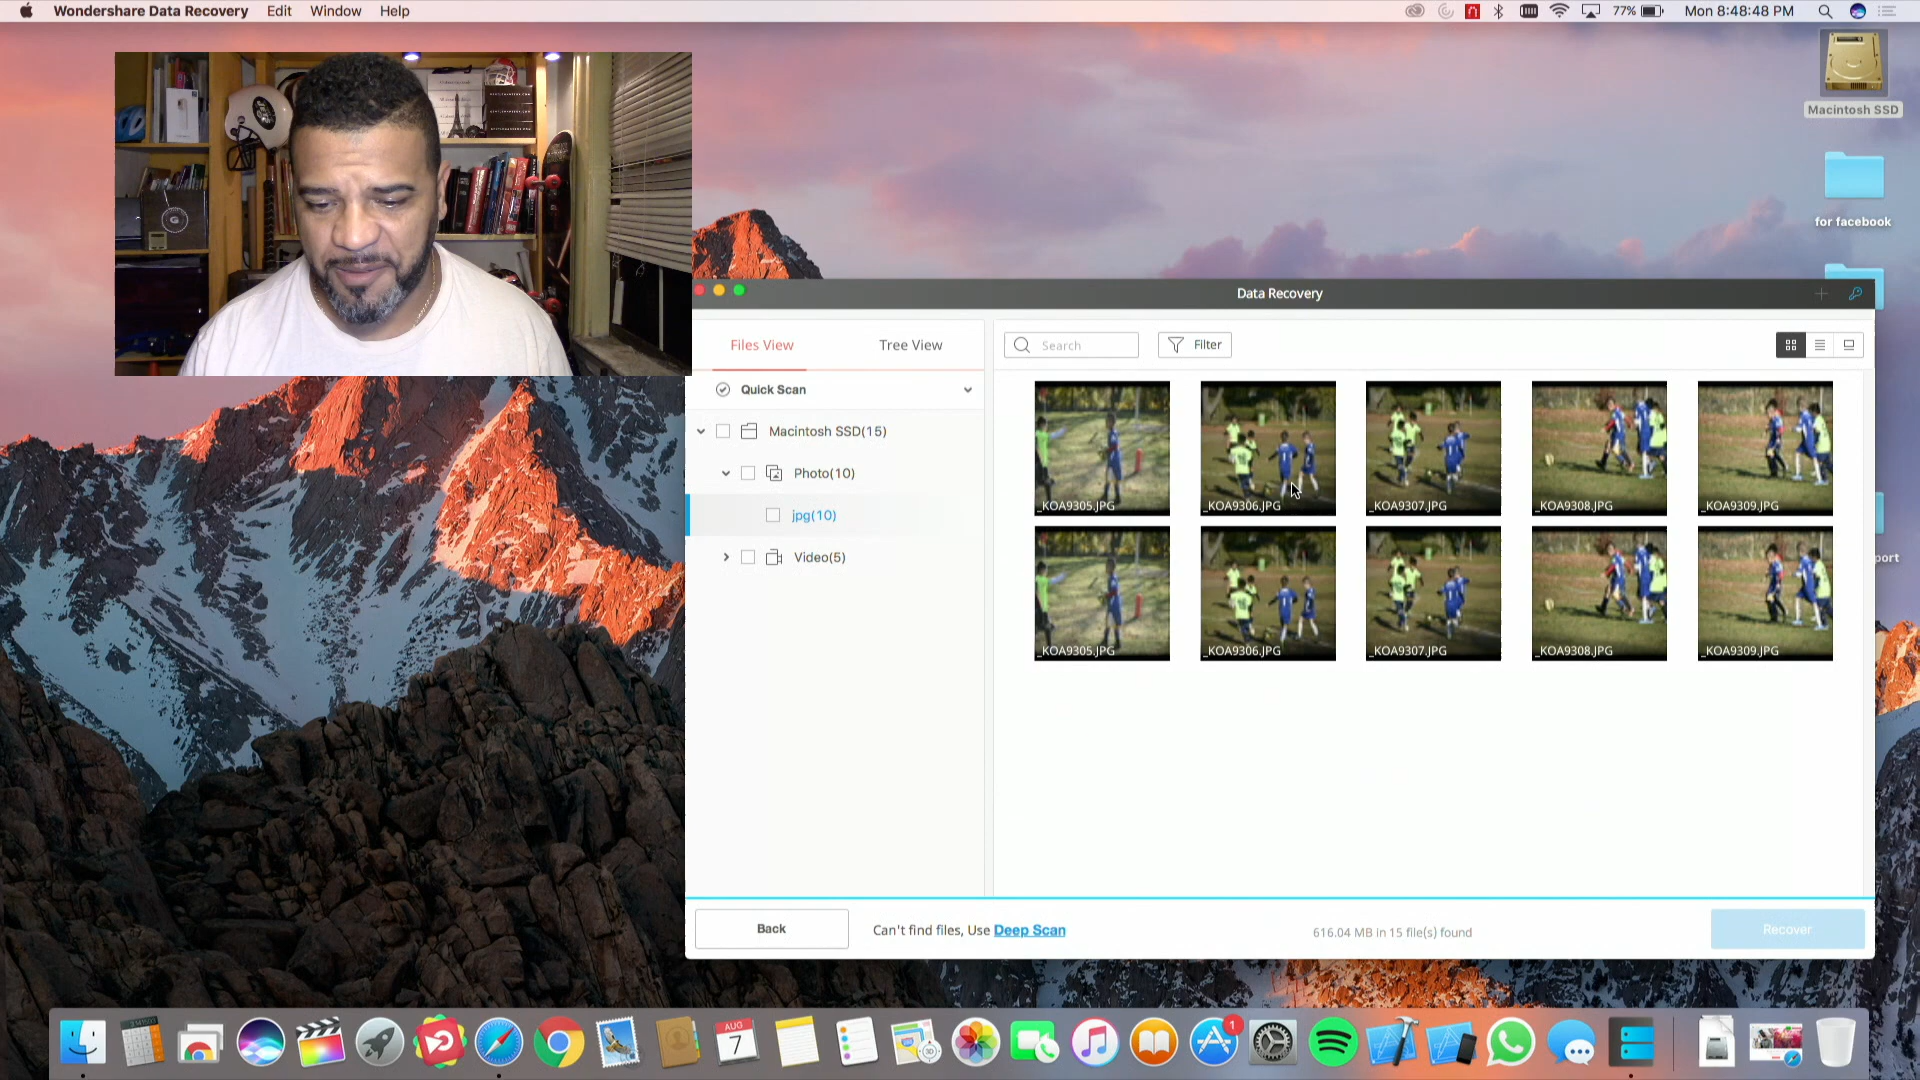 Wondershare Data Recovery Edit Window Help
77% Mon 8:48:48 PM
Macintosh SSD
for facebook
Data Recovery
Files View Tree View
Search Filter
Quick Scan
Macintosh SSD(15)
Photo(10)
jpg(10)
Video(5)
_KOA9305.JPG _KOA9306.JPG _KOA9307.JPG _KOA9308.JPG _KOA9309.JPG
_KOA9305.JPG _KOA9306.JPG _KOA9307.JPG _KOA9308.JPG _KOA9309.JPG
port
Back Can't find files, Use Deep Scan 616.04 MB in 15 file(s) found Recover
AUG
7
1